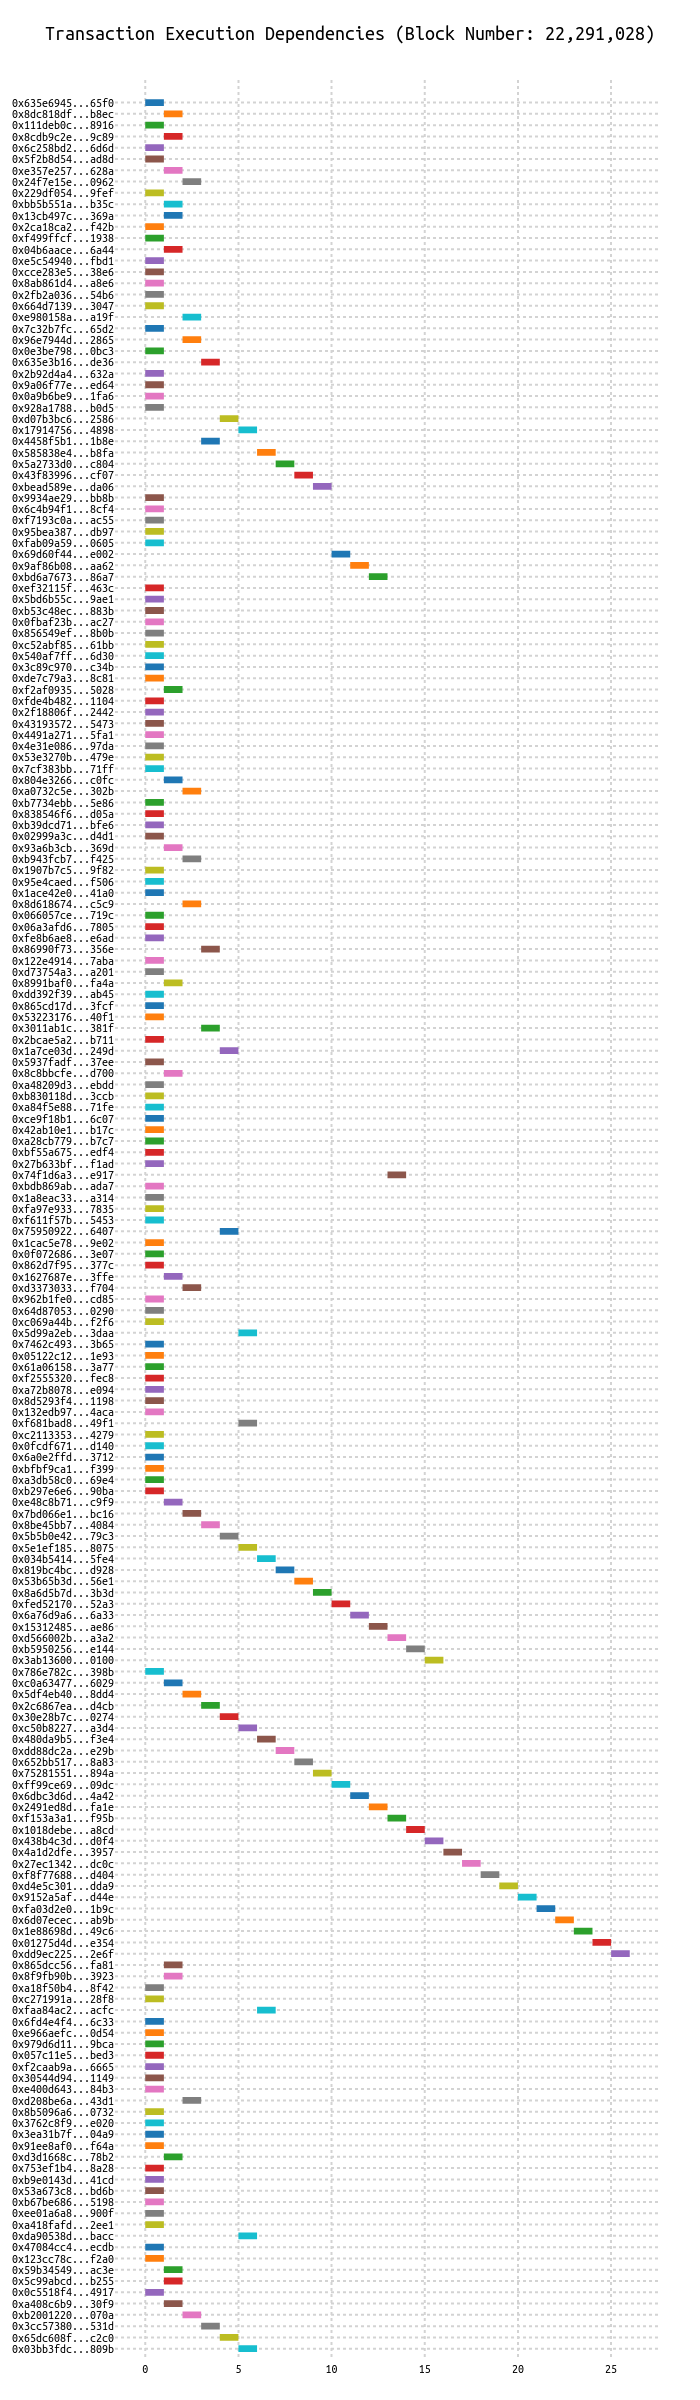 Transaction Execution Dependencies (Block Number: 22,291,028)
0x635e6945...65f0
0x8dc818df...b8ec
0x111deb0c...8916
0x8cdb9c2e...9c89
0x6c258bd2...6d6d
0x5f2b8d54...ad8d
0xe357e257...628a
0x24f7e15e...0962
0x229df054...9fef
0xbb5b551a...b35c
0x13cb497c...369a
0x2ca18ca2...f42b
0xf499ffcf...1938
0x04b6aace...6a44
0xe5c54940...fbd1
0xcce283e5...38e6
0x8ab861d4...a8e6
0x2fb2a036...54b6
0x664d7139...3047
0xe980158a...a19f
0x7c32b7fc...65d2
0x96e7944d...2865
0x0e3be798...0bc3
0x635e3b16...de36
0x2b92d4a4...632a
0x9a06f77e...ed64
0x0a9b6be9...1fa6
0x928a1788...b0d5
0xd07b3bc6...2586
0x17914756...4898
0x4458f5b1...1b8e
0x585838e4...b8fa
0x5a2733d0...c804
0x43f83996...cf07
0xbead589e...da06
0x9934ae29...bb8b
0x6c4b94f1...8cf4
0xf7193c0a...ac55
0x95bea387...db97
0xfab09a59...0605
0x69d60f44...e002
0x9af86b08...aa62
0xbd6a7673...86a7
0xef32115f...463c
0x5bd6b55c...9ae1
0xb53c48ec...883b
0x0fbaf23b...ac27
0x856549ef...8b0b
0xc52abf85...61bb
0x540af7ff...6d30
0x3c89c970...c34b
0xde7c79a3...8c81
0xf2af0935...5028
0xfde4b482...1104
0x2f18806f...2442
0x43193572...5473
0x4491a271...5fa1
0x4e31e086...97da
0x53e3270b...479e
0x7cf383bb...71ff
0x804e3266...c0fc
0xa0732c5e...302b
0xb7734ebb...5e86
0x838546f6...d05a
0xb39dcd71...bfe6
0x02999a3c...d4d1
0x93a6b3cb...369d
0xb943fcb7...f425
0x1907b7c5...9f82
0x95e4caed...f506
0x1ace42e0...41a0
0x8d618674...c5c9
0x066057ce...719c
0x06a3afd6...7805
0xfe8b6ae8...e6ad
0x86990f73...356e
0x122e4914...7aba
0xd73754a3...a201
0x8991baf0...fa4a
0xdd392f39...ab45
0x865cd17d...3fcf
0x53223176...40f1
0x3011ab1c...381f
0x2bcae5a2...b711
0x1a7ce03d...249d
0x5937fadf...37ee
0x8c8bbcfe...d700
0xa48209d3...ebdd
0xb830118d...3ccb
0xa84f5e88...71fe
0xce9f18b1...6c07
0x42ab10e1...b17c
0xa28cb779...b7c7
0xbf55a675...edf4
0x27b633bf...f1ad
0x74f1d6a3...e917
0xbdb869ab...ada7
0x1a8eac33...a314
0xfa97e933...7835
0xf611f57b...5453
0x75950922...6407
0x1cac5e78...9e02
0x0f072686...3e07
0x862d7f95...377c
0x1627687e...3ffe
0xd3373033...f704
0x962b1fe0...cd85
0x64d87053...0290
0xc069a44b...f2f6
0x5d99a2eb...3daa
0x7462c493...3b65
0x05122c12...1e93
0x61a06158...3a77
0xf2555320...fec8
0xa72b8078...e094
0x8d5293f4...1198
0x132edb97...4aca
0xf681bad8...49f1
0xc2113353...4279
0x0fcdf671...d140
0x6a0e2ffd...3712
0xbfbf9ca1...f399
0xa3db58c0...69e4
0xb297e6e6...90ba
0xe48c8b71...c9f9
0x7bd066e1...bc16
0x8be45bb7...4084
0x5b5b0e42...79c3
0x5e1ef185...8075
0x034b5414...5fe4
0x819bc4bc...d928
0x53b65b3d...56e1
0x8a6d5b7d...3b3d
0xfed52170...52a3
0x6a76d9a6...6a33
0x15312485...ae86
0xd566002b...a3a2
0xb5950256...e144
0x3ab13600...0100
0x786e782c...398b
0xc0a63477...6029
0x5df4eb40...8dd4
0x2c6867ea...d4cb
0x30e28b7c...0274
0xc50b8227...a3d4
0x480da9b5...f3e4
0xdd88dc2a...e29b
0x652bb517...8a83
0x75281551...894a
0xff99ce69...09dc
0x6dbc3d6d...4a42
0x2491ed8d...fa1e
0xf153a3a1...f95b
0x1018debe...a8cd
0x438b4c3d...d0f4
0x4a1d2dfe...3957
0x27ec1342...dc0c
0xf8f77688...d404
0xd4e5c301...dda9
0x9152a5af...d44e
0xfa03d2e0...1b9c
0x6d07ecec...ab9b
0x1e88698d...49c6
0x01275d4d...e354
0xdd9ec225...2e6f
0x865dcc56...fa81
0x8f9fb90b...3923
0xa18f50b4...8f42
0xc271991a...28f8
0xfaa84ac2...acfc
0x6fd4e4f4...6c33
0xe966aefc...0d54
0x979d6d11...9bca
0x057c11e5...bed3
0xf2caab9a...6665
0x30544d94...1149
0xe400d643...84b3
0xd208be6a...43d1
0x8b5096a6...0732
0x3762c8f9...e020
0x3ea31b7f...04a9
0x91ee8af0...f64a
0xd3d1668c...78b2
0x753ef1b4...8a28
0xb9e0143d...41cd
0x53a673c8...bd6b
0xb67be686...5198
0xee01a6a8...900f
0xa418fafd...2ee1
0xda90538d...bacc
0x47084cc4...ecdb
0x123cc78c...f2a0
0x59b34549...ac3e
0x5c99abcd...b255
0x0c5518f4...4917
0xa408c6b9...30f9
0xb2001220...070a
0x3cc57380...531d
0x65dc608f...c2c0
0x03bb3fdc...809b
0 5 10 15 20 25